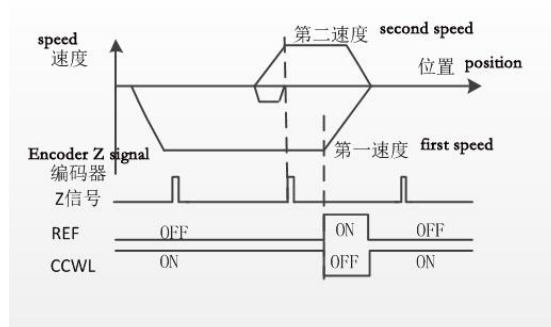 speed
速度
第二速度 second speed
位置 position
Encoder Z signal
编码器
Z信号
第一速度 first speed
REF OFF ON OFF
CCWL ON OFF ON